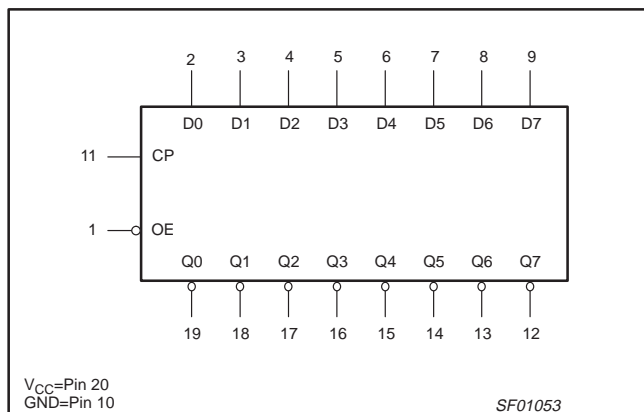 2 3 4 5 6 7 8 9
D0 D1 D2 D3 D4 D5 D6 D7
11 CP
1 OE
Q0 Q1 Q2 Q3 Q4 Q5 Q6 Q7
19 18 17 16 15 14 13 12
VCC=Pin 20
GND=Pin 10
SF01053